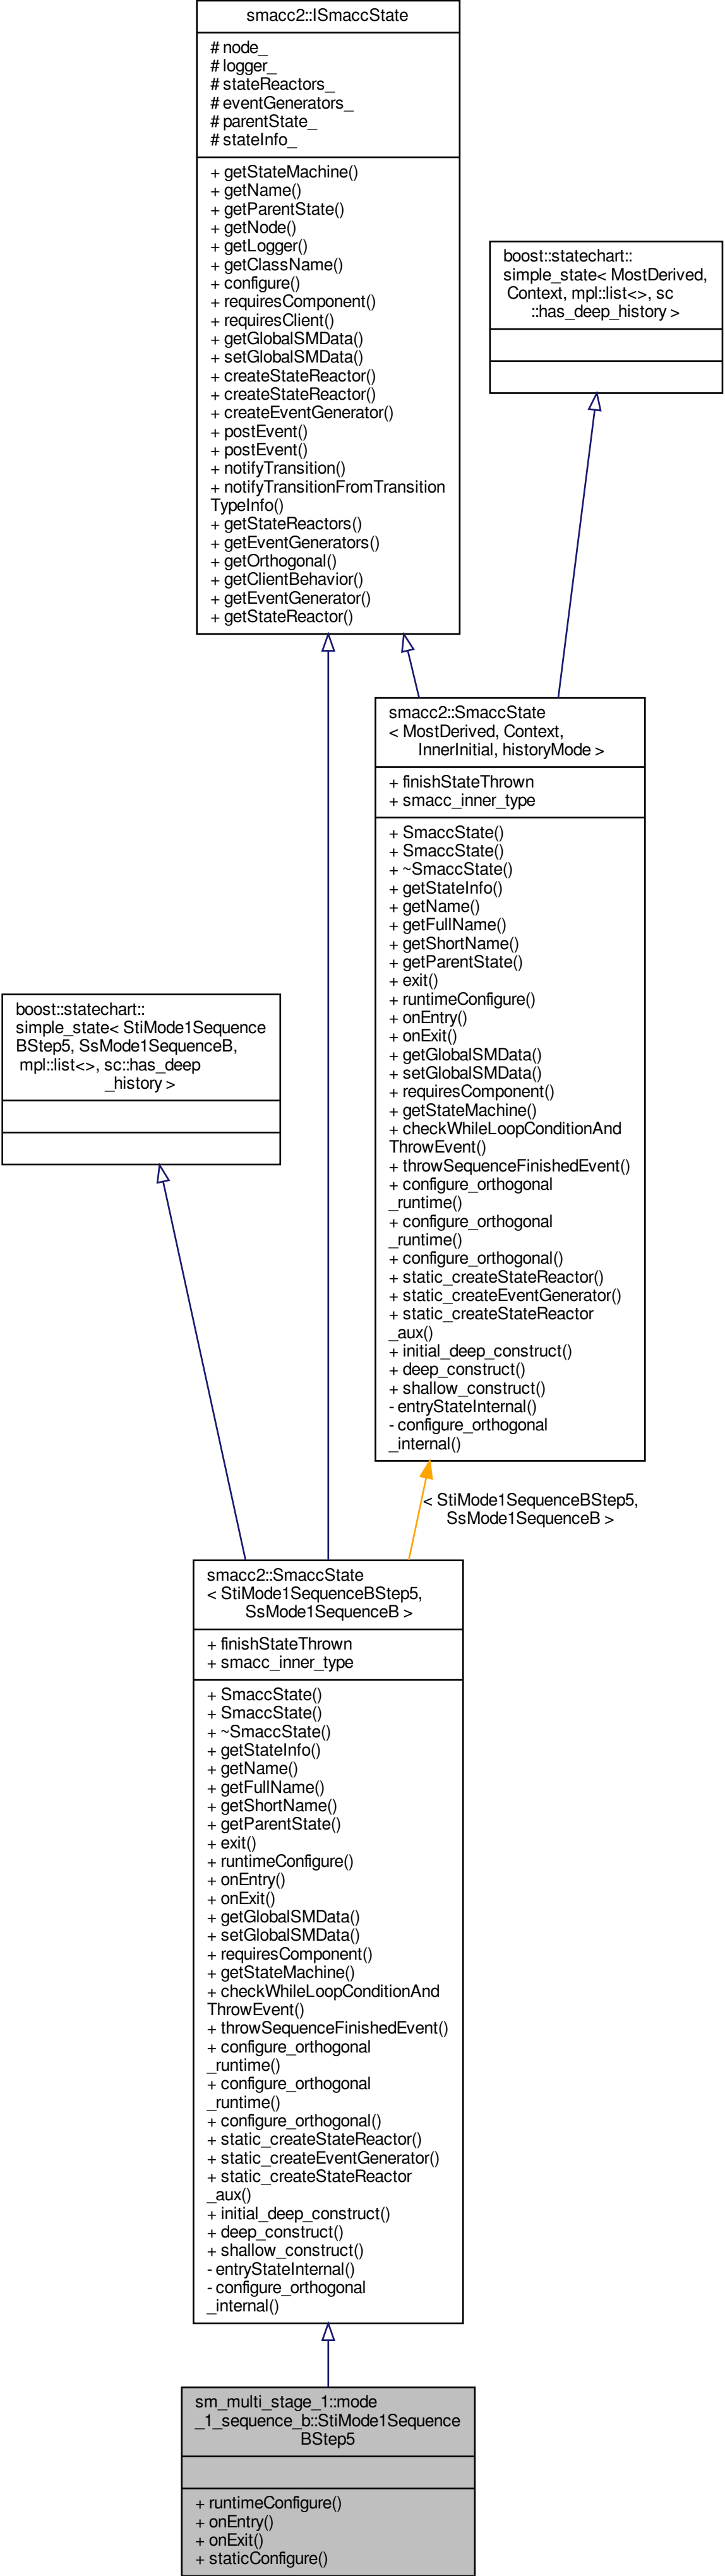 smacc2::ISmaccState
# node_
# logger_
# stateReactors_
# eventGenerators_
# parentState_
# stateInfo_
+ getStateMachine()
+ getName()
+ getParentState()
+ getNode()
+ getLogger()
+ getClassName()
+ configure()
+ requiresComponent()
+ requiresClient()
+ getGlobalSMData()
+ setGlobalSMData()
+ createStateReactor()
+ createStateReactor()
+ createEventGenerator()
+ postEvent()
+ postEvent()
+ notifyTransition()
+ notifyTransitionFromTransition
TypeInfo()
+ getStateReactors()
+ getEventGenerators()
+ getOrthogonal()
+ getClientBehavior()
+ getEventGenerator()
+ getStateReactor()
boost::statechart::
simple_state< MostDerived,
Context, mpl::list<>, sc
::has_deep_history >
smacc2::SmaccState
< MostDerived, Context,
InnerInitial, historyMode >
+ finishStateThrown
+ smacc_inner_type
+ SmaccState()
+ SmaccState()
+ ~SmaccState()
+ getStateInfo()
+ getName()
+ getFullName()
+ getShortName()
+ getParentState()
+ exit()
+ runtimeConfigure()
+ onEntry()
+ onExit()
+ getGlobalSMData()
+ setGlobalSMData()
+ requiresComponent()
+ getStateMachine()
+ checkWhileLoopConditionAnd
ThrowEvent()
+ throwSequenceFinishedEvent()
+ configure_orthogonal
_runtime()
+ configure_orthogonal
_runtime()
+ configure_orthogonal()
+ static_createStateReactor()
+ static_createEventGenerator()
+ static_createStateReactor
_aux()
+ initial_deep_construct()
+ deep_construct()
+ shallow_construct()
- entryStateInternal()
- configure_orthogonal
_internal()
boost::statechart::
simple_state< StiMode1Sequence
BStep5, SsMode1SequenceB,
mpl::list<>, sc::has_deep
_history >
< StiMode1SequenceBStep5,
SsMode1SequenceB >
smacc2::SmaccState
< StiMode1SequenceBStep5,
SsMode1SequenceB >
+ finishStateThrown
+ smacc_inner_type
+ SmaccState()
+ SmaccState()
+ ~SmaccState()
+ getStateInfo()
+ getName()
+ getFullName()
+ getShortName()
+ getParentState()
+ exit()
+ runtimeConfigure()
+ onEntry()
+ onExit()
+ getGlobalSMData()
+ setGlobalSMData()
+ requiresComponent()
+ getStateMachine()
+ checkWhileLoopConditionAnd
ThrowEvent()
+ throwSequenceFinishedEvent()
+ configure_orthogonal
_runtime()
+ configure_orthogonal
_runtime()
+ configure_orthogonal()
+ static_createStateReactor()
+ static_createEventGenerator()
+ static_createStateReactor
_aux()
+ initial_deep_construct()
+ deep_construct()
+ shallow_construct()
- entryStateInternal()
- configure_orthogonal
_internal()
sm_multi_stage_1::mode
_1_sequence_b::StiMode1Sequence
BStep5
+ runtimeConfigure()
+ onEntry()
+ onExit()
+ staticConfigure()